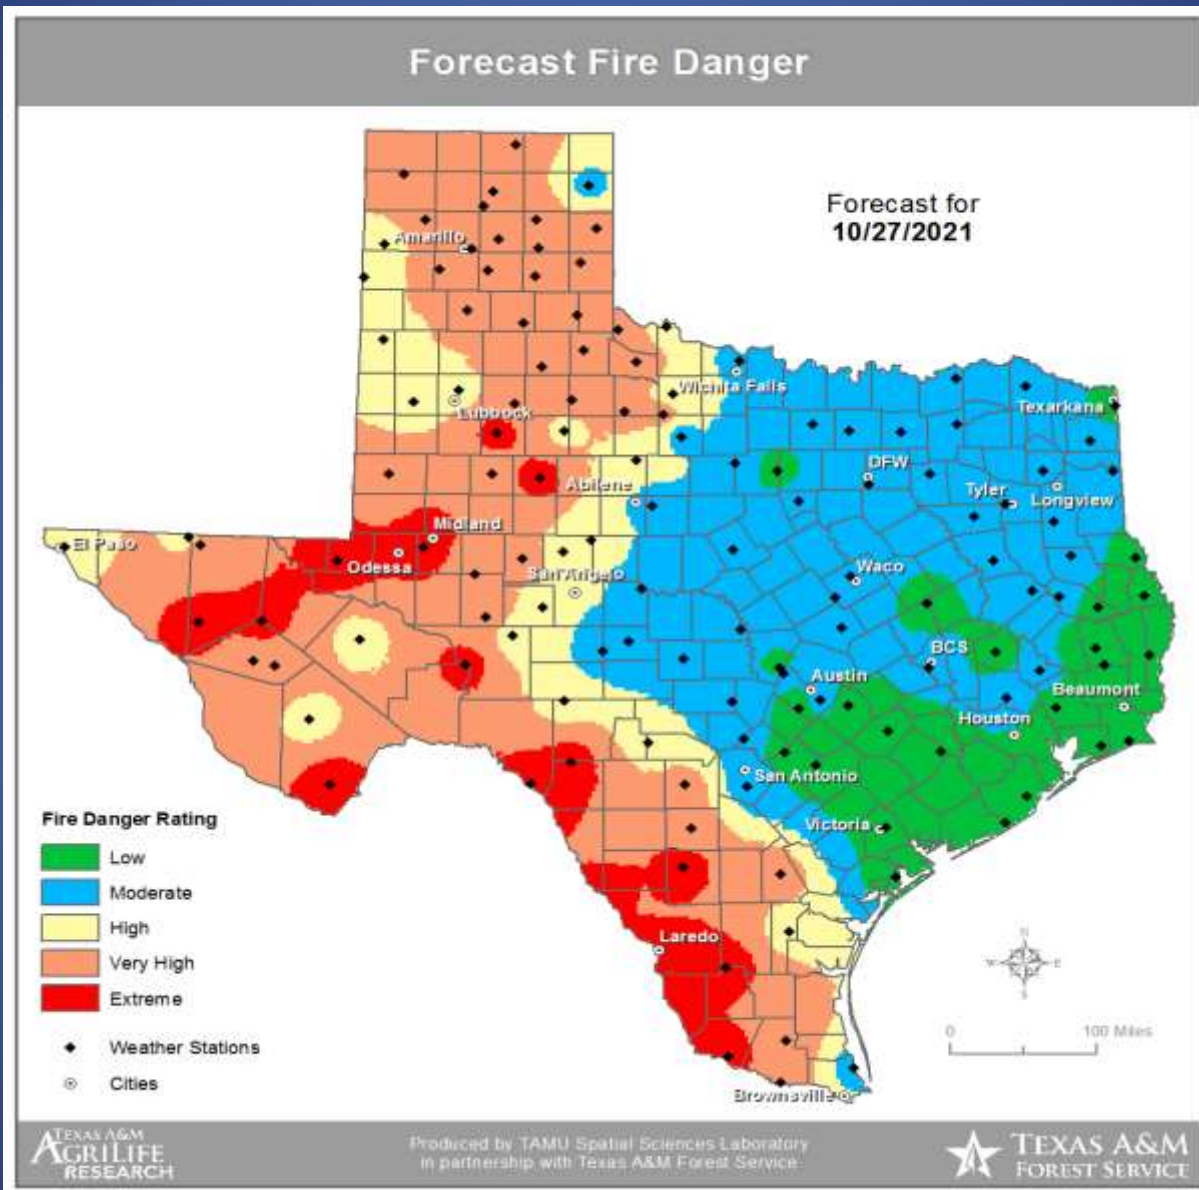 Forecast Fire Danger
Forecast for
10/27/2021
Amarillo
Wichita Falls
Lubbock
Texarkana
DFW
Abilene
Tyler
Longview
Midland
El Paso
Odessa
San Angelo
Waco
BCS
Austin
Beaumont
Houston
San Antonio
Victoria
Laredo
Brownsville
Fire Danger Rating
Low
Moderate
High
Very High
Extreme
Weather Stations
Cities
N
W
E
S
0
100 Miles
TEXAS A&M
AGRILIFE
RESEARCH
Produced by TAMU Spatial Sciences Laboratory
in partnership with Texas A&M Forest Service
TEXAS A&M
FOREST SERVICE